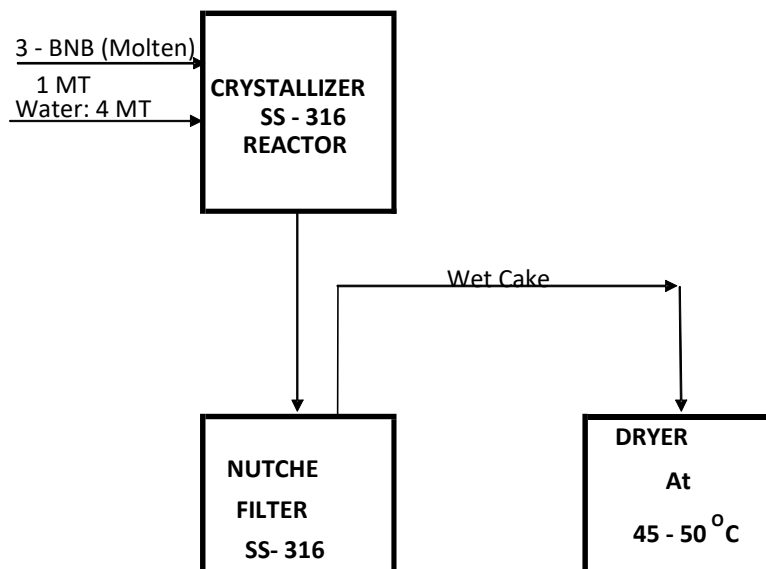 3 - BNB (Molten)
1 MT
Water: 4 MT
CRYSTALLIZER
SS - 316
REACTOR
Wet Cake
NUTCHE
FILTER
SS- 316
DRYER
At
45 - 50 °C